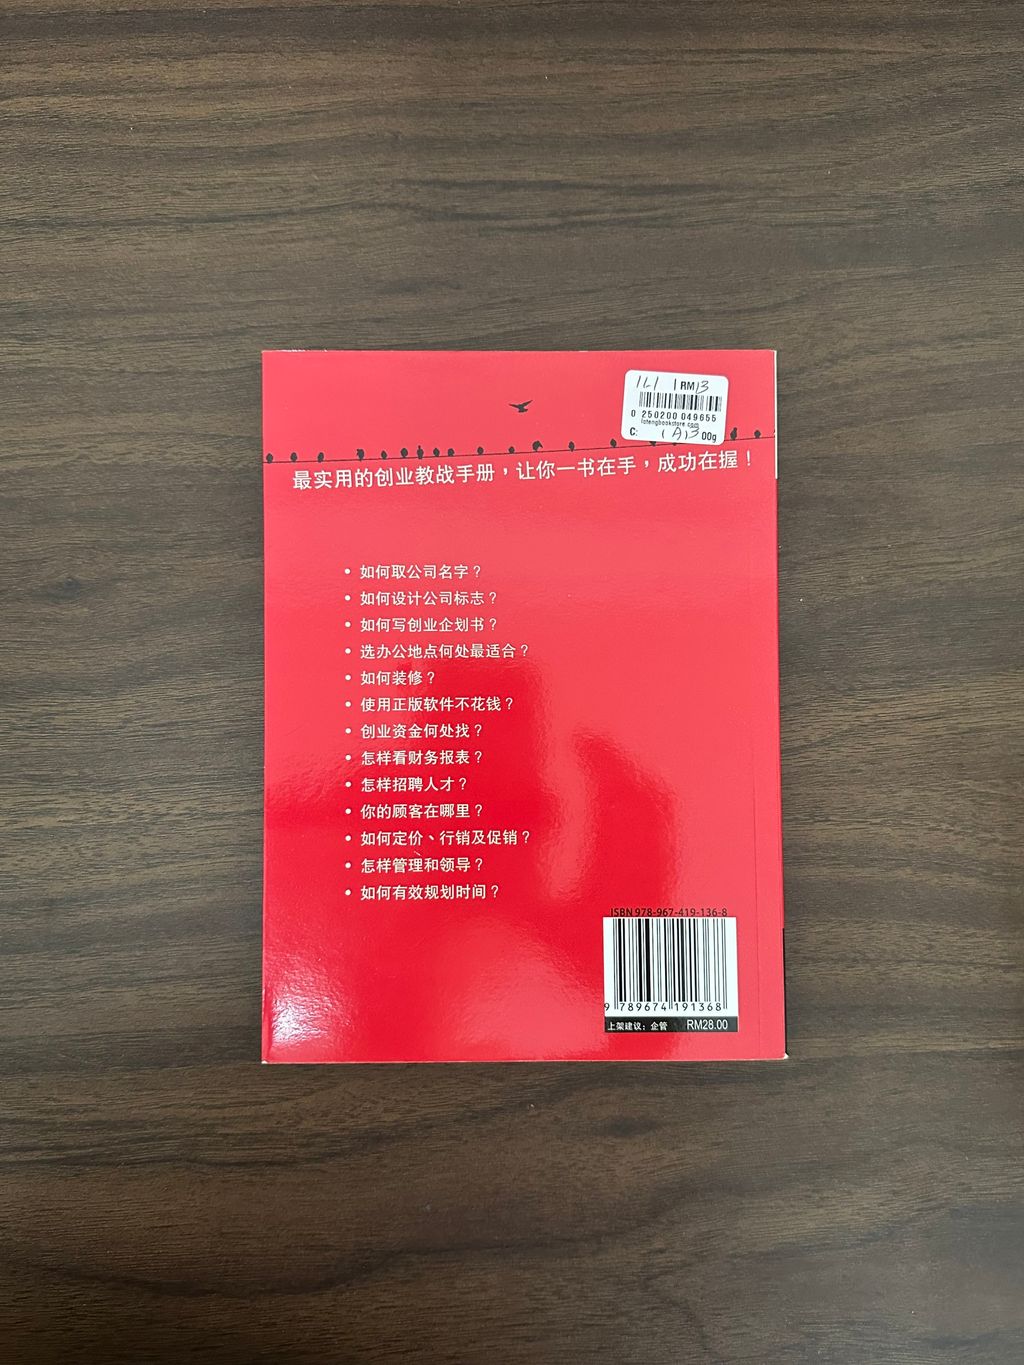 RM13
0 250200 049655
C:
00g
最实用的创业教战手册，让你一书在手，成功在握！
• 如何取公司名字？
• 如何设计公司标志？
• 如何写创业企划书？
• 选办公地点何处最适合？
• 如何装修？
• 使用正版软件不花钱？
• 创业资金何处找？
• 怎样看财务报表？
• 怎样招聘人才？
• 你的顾客在哪里？
• 如何定价、行销及促销？
• 怎样管理和领导？
• 如何有效规划时间？
ISBN 978-967-419-136-8
9 789674 191368
上架建议：企管 RM28.00